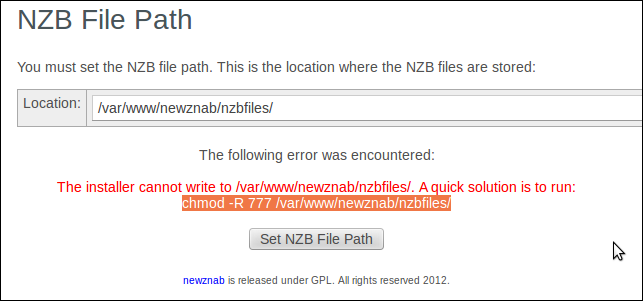 NZB File Path
You must set the NZB file path. This is the location where the NZB files are stored:
Location: /var/www/newznab/nzbfiles/
The following error was encountered:
The installer cannot write to /var/www/newznab/nzbfiles/. A quick solution is to run:
chmod -R 777 /var/www/newznab/nzbfiles/
Set NZB File Path
newznab is released under GPL. All rights reserved 2012.